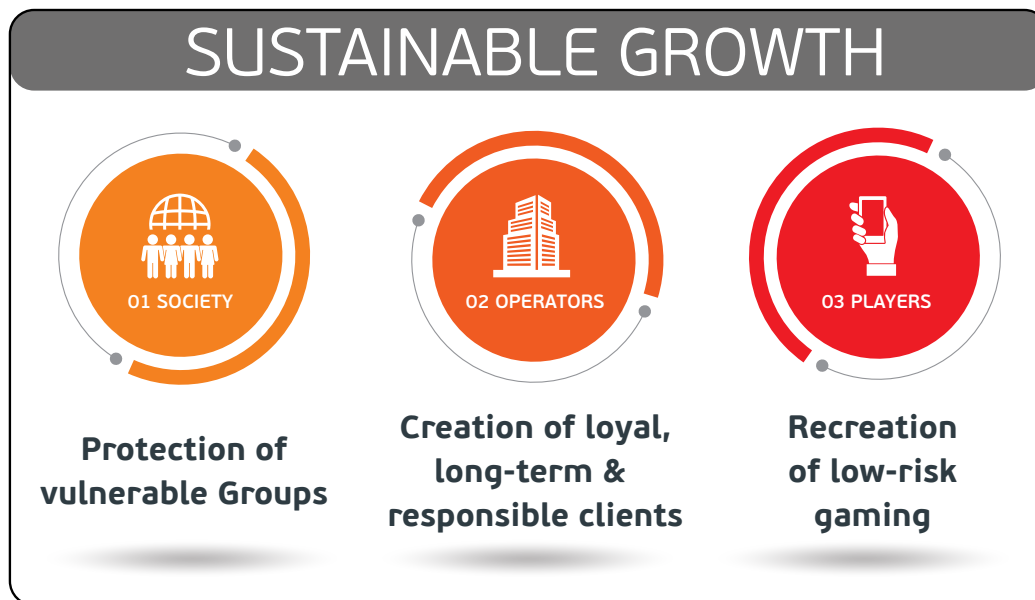 SUSTAINABLE GROWTH
01 SOCIETY
Protection of
vulnerable Groups
02 OPERATORS
Creation of loyal,
long-term &
responsible clients
03 PLAYERS
Recreation
of low-risk
gaming